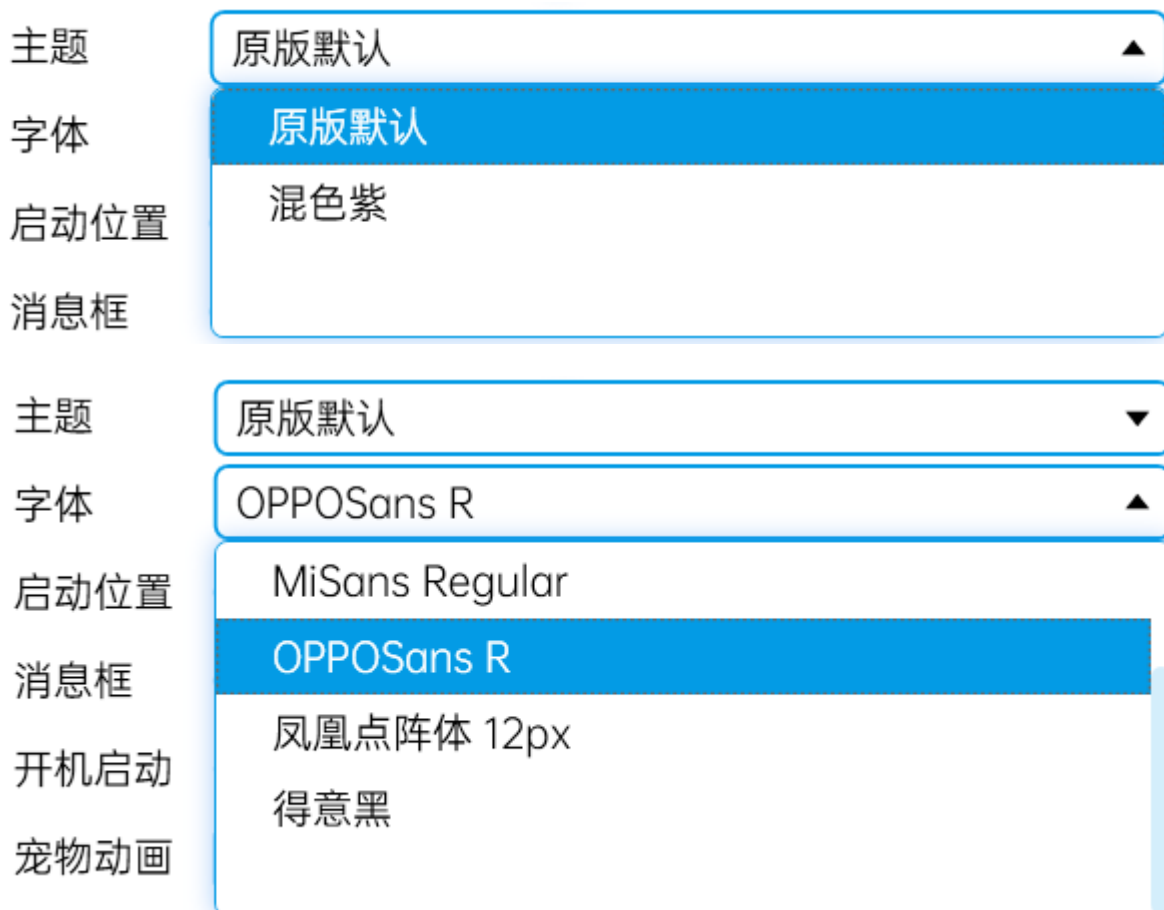 主题 原版默认
字体 原版默认
启动位置 混色紫
消息框
主题 原版默认
字体 OPPOSans R
启动位置 MiSans Regular
OPPOSans R
消息框
凤凰点阵体 12px
开机启动
得意黑
宠物动画